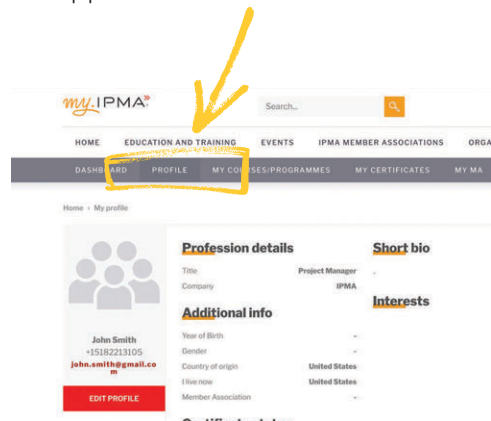 my.IPMA
Search...
HOME EDUCATION AND TRAINING EVENTS IPMA MEMBER ASSOCIATIONS ORGA
DASHBOARD PROFILE MY COURSES/PROGRAMMES MY CERTIFICATES MY MA
Home › My profile
Profession details
Title Project Manager
Company IPMA
Additional info
Year of Birth -
Gender -
Country of origin United States
I live now United States
Member Association -
Short bio
-
Interests
John Smith
+15182213105
john.smith@gmail.co
m
EDIT PROFILE